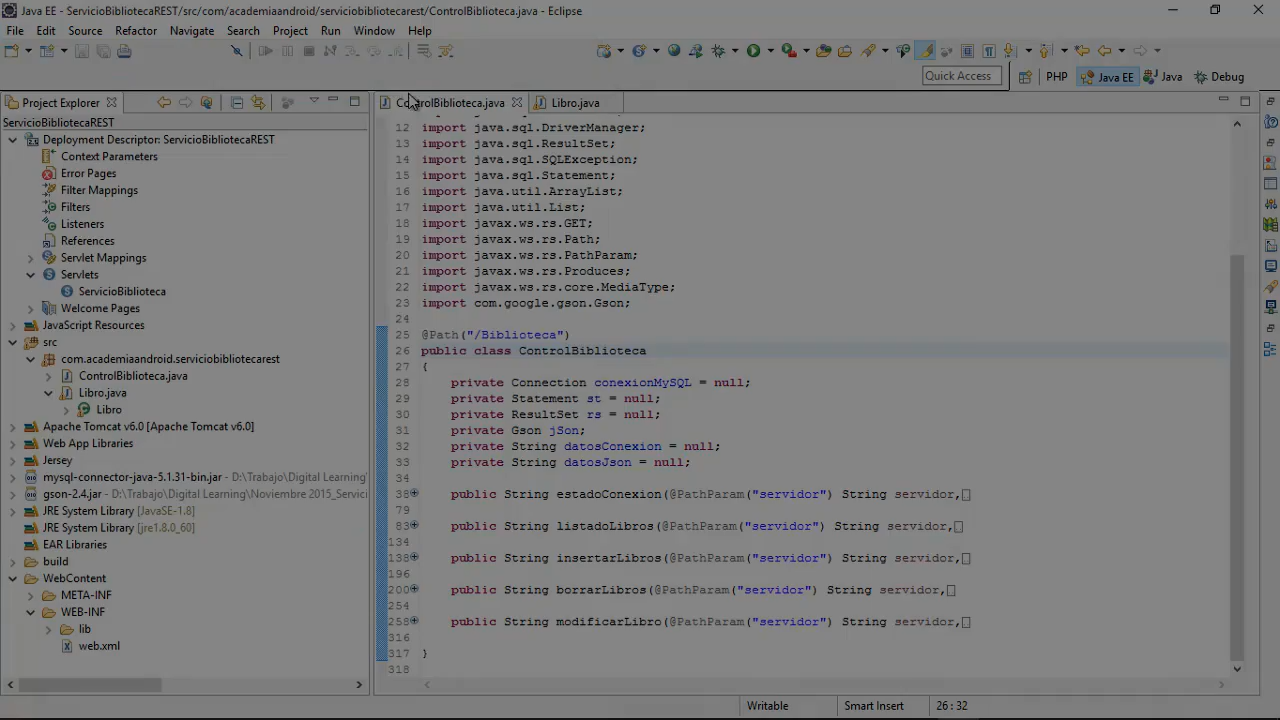 Java EE - ServicioBibliotecaREST/src/com/academiaandroid/serviciobibliotecarest/ControlBiblioteca.java - Eclipse
File Edit Source Refactor Navigate Search Project Run Window Help
Quick Access PHP Java EE Java Debug
Project Explorer
ServicioBibliotecaREST
Deployment Descriptor: ServicioBibliotecaREST
Context Parameters
Error Pages
Filter Mappings
Filters
Listeners
References
Servlet Mappings
Servlets
ServicioBiblioteca
Welcome Pages
JavaScript Resources
src
com.academiaandroid.serviciobibliotecarest
ControlBiblioteca.java
Libro.java
Libro
Apache Tomcat v6.0 [Apache Tomcat v6.0]
Web App Libraries
Jersey
mysql-connector-java-5.1.31-bin.jar - D:\Trabajo\Digital Learning\
gson-2.4.jar - D:\Trabajo\Digital Learning\Noviembre 2015_Servic
JRE System Library [JavaSE-1.8]
JRE System Library [jre1.8.0_60]
EAR Libraries
build
WebContent
META-INF
WEB-INF
lib
web.xml
ControlBiblioteca.java Libro.java
12 import java.sql.DriverManager;
13 import java.sql.ResultSet;
14 import java.sql.SQLException;
15 import java.sql.Statement;
16 import java.util.ArrayList;
17 import java.util.List;
18 import javax.ws.rs.GET;
19 import javax.ws.rs.Path;
20 import javax.ws.rs.PathParam;
21 import javax.ws.rs.Produces;
22 import javax.ws.rs.core.MediaType;
23 import com.google.gson.Gson;
24
25 @Path("/Biblioteca")
26 public class ControlBiblioteca
27 {
28 private Connection conexionMySQL = null;
29 private Statement st = null;
30 private ResultSet rs = null;
31 private Gson jSon;
32 private String datosConexion = null;
33 private String datosJson = null;
34
38 public String estadoConexion(@PathParam("servidor") String servidor,
79
83 public String listadoLibros(@PathParam("servidor") String servidor,
134
138 public String insertarLibros(@PathParam("servidor") String servidor,
196
200 public String borrarLibros(@PathParam("servidor") String servidor,
254
258 public String modificarLibro(@PathParam("servidor") String servidor,
316
317 }
318
Writable Smart Insert 26 : 32